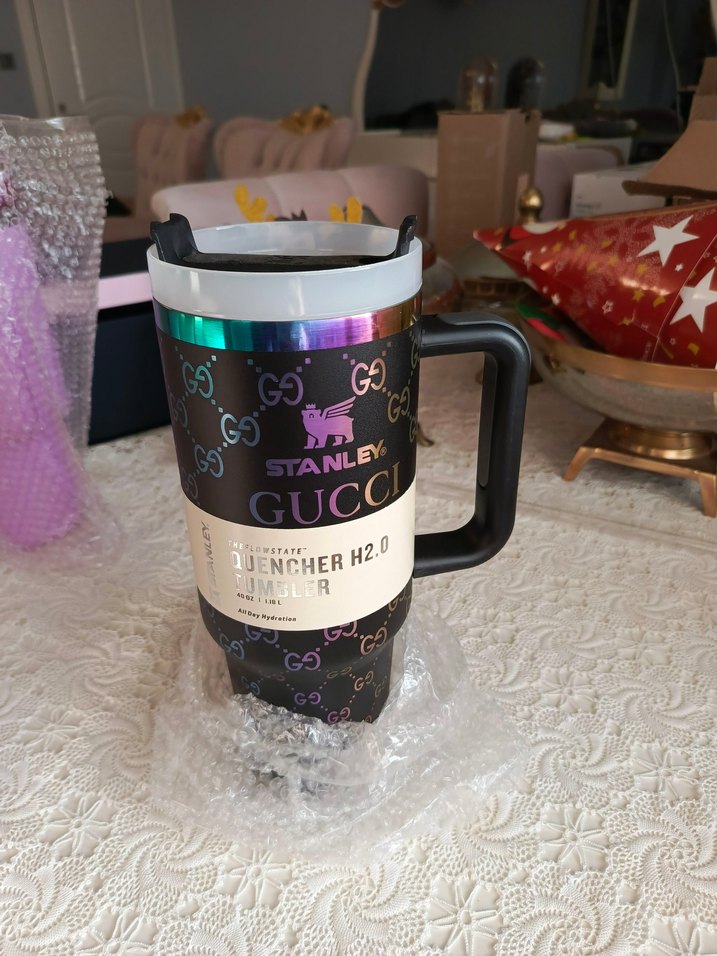 STANLEY®
GUCCI
STANLEY
THE FLOWSTATE™
QUENCHER H2.0
TUMBLER
40 OZ | 1.18 L
All Day Hydration